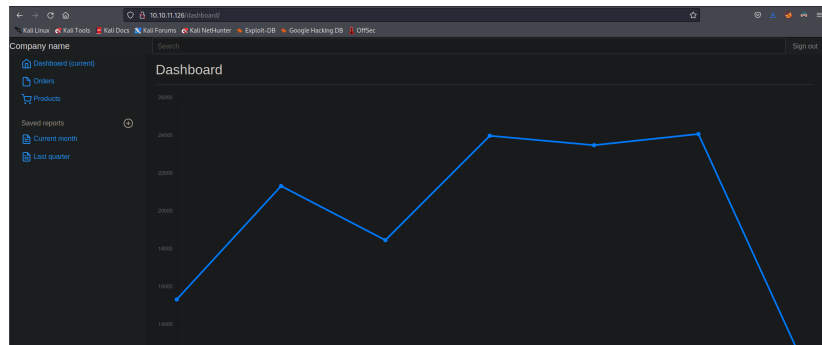 10.10.11.126/dashboard/
Kali Linux Kali Tools Kali Docs Kali Forums Kali NetHunter Exploit-DB Google Hacking DB OffSec
Company name
Search
Sign out
Dashboard (current)
Orders
Products
Saved reports
Current month
Last quarter
Dashboard
26000
24000
22000
20000
18000
16000
14000